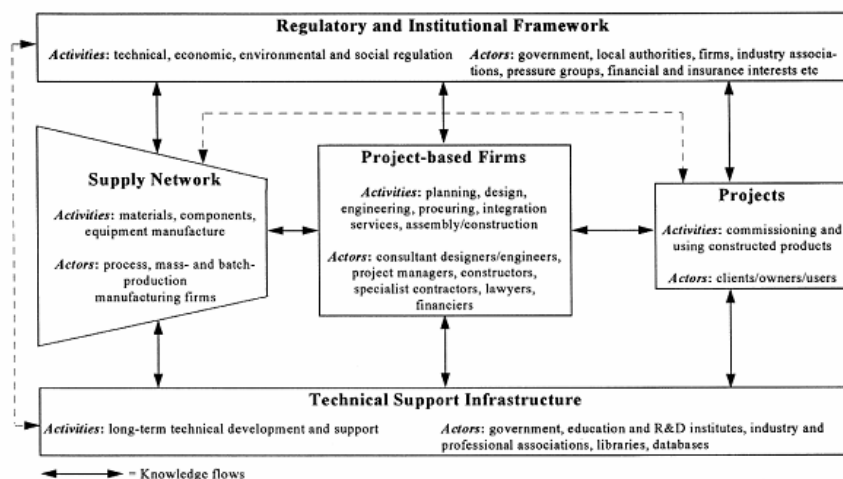 Regulatory and Institutional Framework
Activities: technical, economic, environmental and social regulation
Actors: government, local authorities, firms, industry associa-
tions, pressure groups, financial and insurance interests etc
Supply Network
Activities: materials, components,
equipment manufacture
Actors: process, mass- and batch-
production
manufacturing firms
Project-based Firms
Activities: planning, design,
engineering, procuring, integration
services, assembly/construction
Actors: consultant designers/engineers,
project managers, constructors,
specialist contractors, lawyers,
financiers
Projects
Activities: commissioning and
using constructed products
Actors: clients/owners/users
Technical Support Infrastructure
Activities: long-term technical development and support
Actors: government, education and R&D institutes, industry and
professional associations, libraries, databases
= Knowledge flows